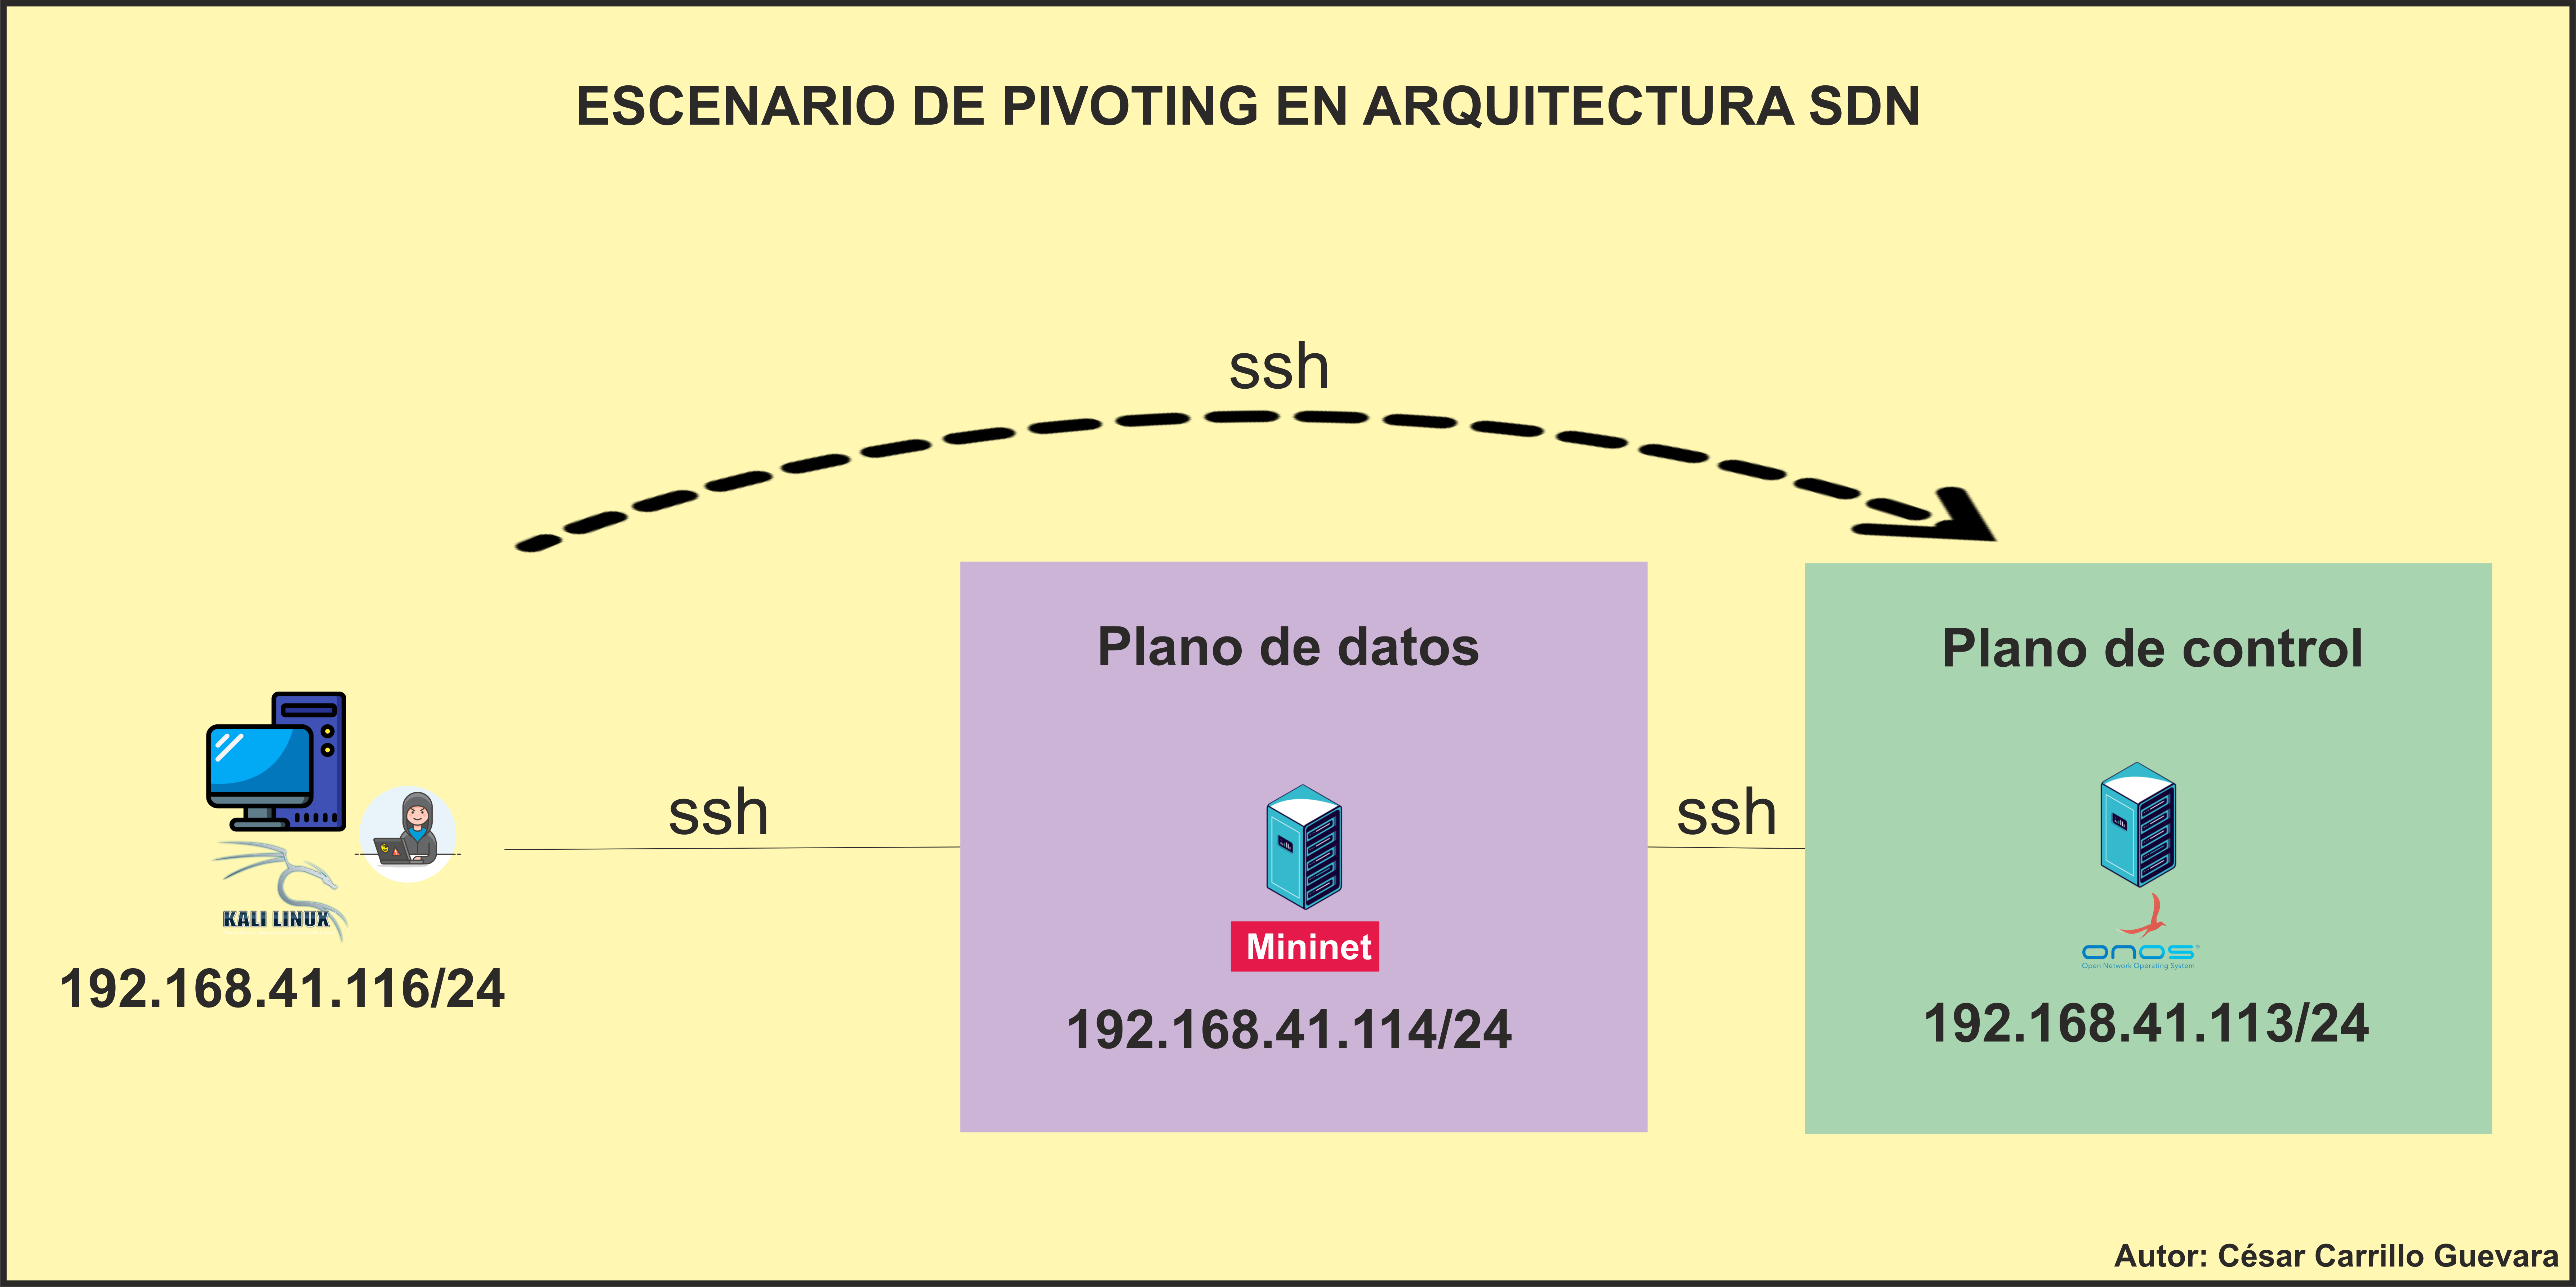 ESCENARIO DE PIVOTING EN ARQUITECTURA SDN
ssh
Plano de datos
Plano de control
ssh
ssh
KALI LINUX
Mininet
onos
Open Network Operating System
192.168.41.116/24
192.168.41.114/24
192.168.41.113/24
Autor: César Carrillo Guevara